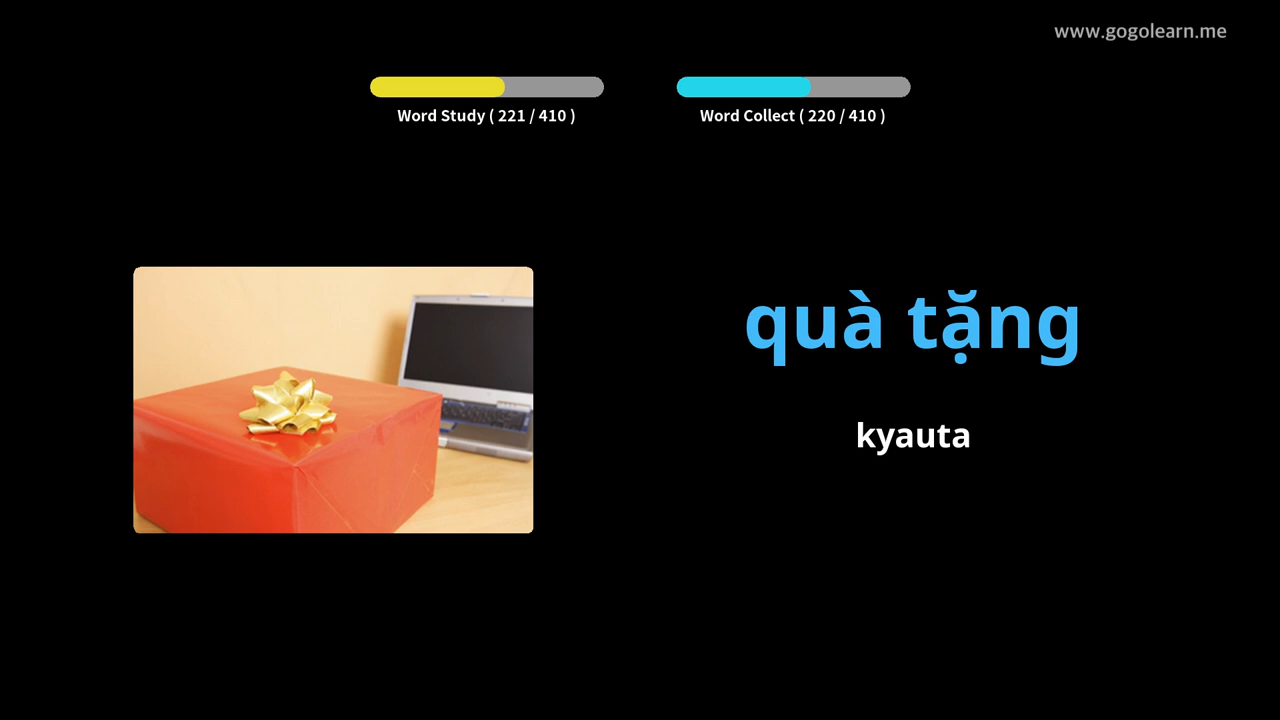 www.gogolearn.me
Word Study ( 221 / 410 )
Word Collect ( 220 / 410 )
quà tặng
kyauta